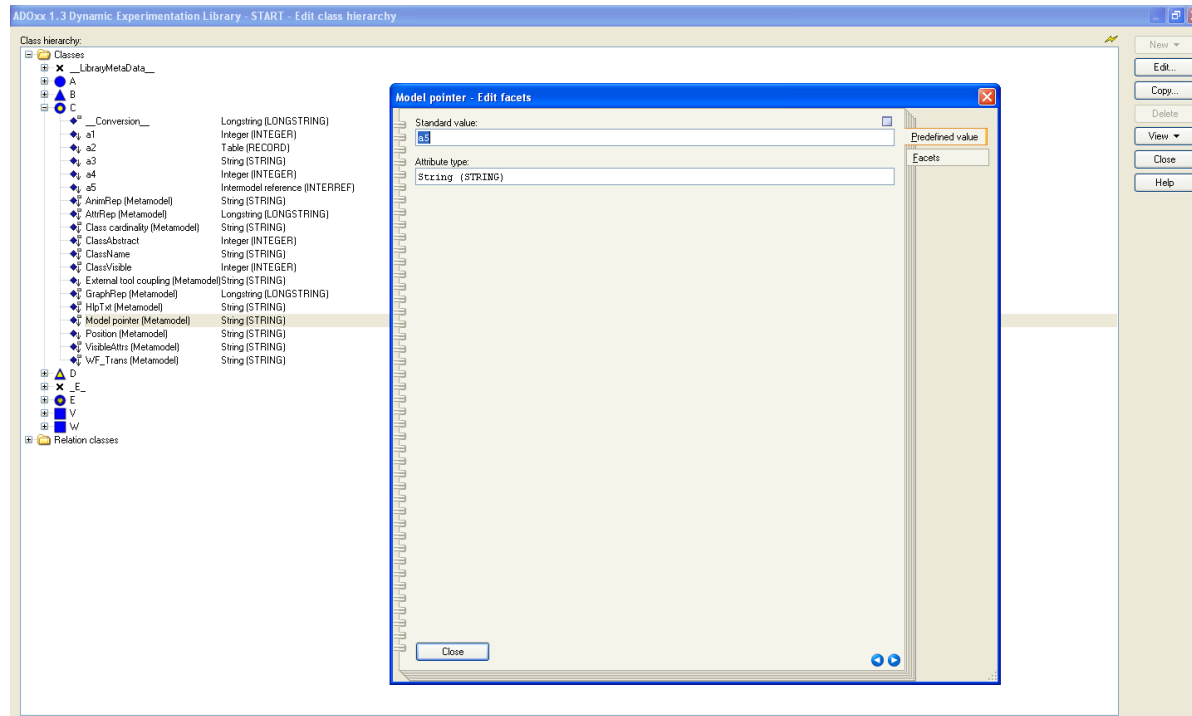 ADOxx 1.3 Dynamic Experimentation Library - START - Edit class hierarchy
Class hierarchy:
Classes
__LibraryMetaData__
A
B
C
__Conversion__ Longstring (LONGSTRING)
a1 Integer (INTEGER)
a2 Table (RECORD)
a3 String (STRING)
a4 Integer (INTEGER)
a5 Intermodel reference (INTERREF)
AnimRep (Metamodel) String (STRING)
AttrRep (Metamodel) Longstring (LONGSTRING)
Class cardinality (Metamodel) String (STRING)
ClassAbstract Integer (INTEGER)
ClassName String (STRING)
ClassVisible Integer (INTEGER)
External tool coupling (Metamodel) String (STRING)
GraphRep (Metamodel) Longstring (LONGSTRING)
HlpTxt (Metamodel) String (STRING)
Model pointer (Metamodel) String (STRING)
Position (Metamodel) String (STRING)
VisibleAttrs (Metamodel) String (STRING)
WF_Trans (Metamodel) String (STRING)
D
_E_
E
V
W
Relation classes
Model pointer - Edit facets
Standard value:
a5
Attribute type:
String (STRING)
Predefined value
Facets
Close
New
Edit...
Copy...
Delete
View
Close
Help